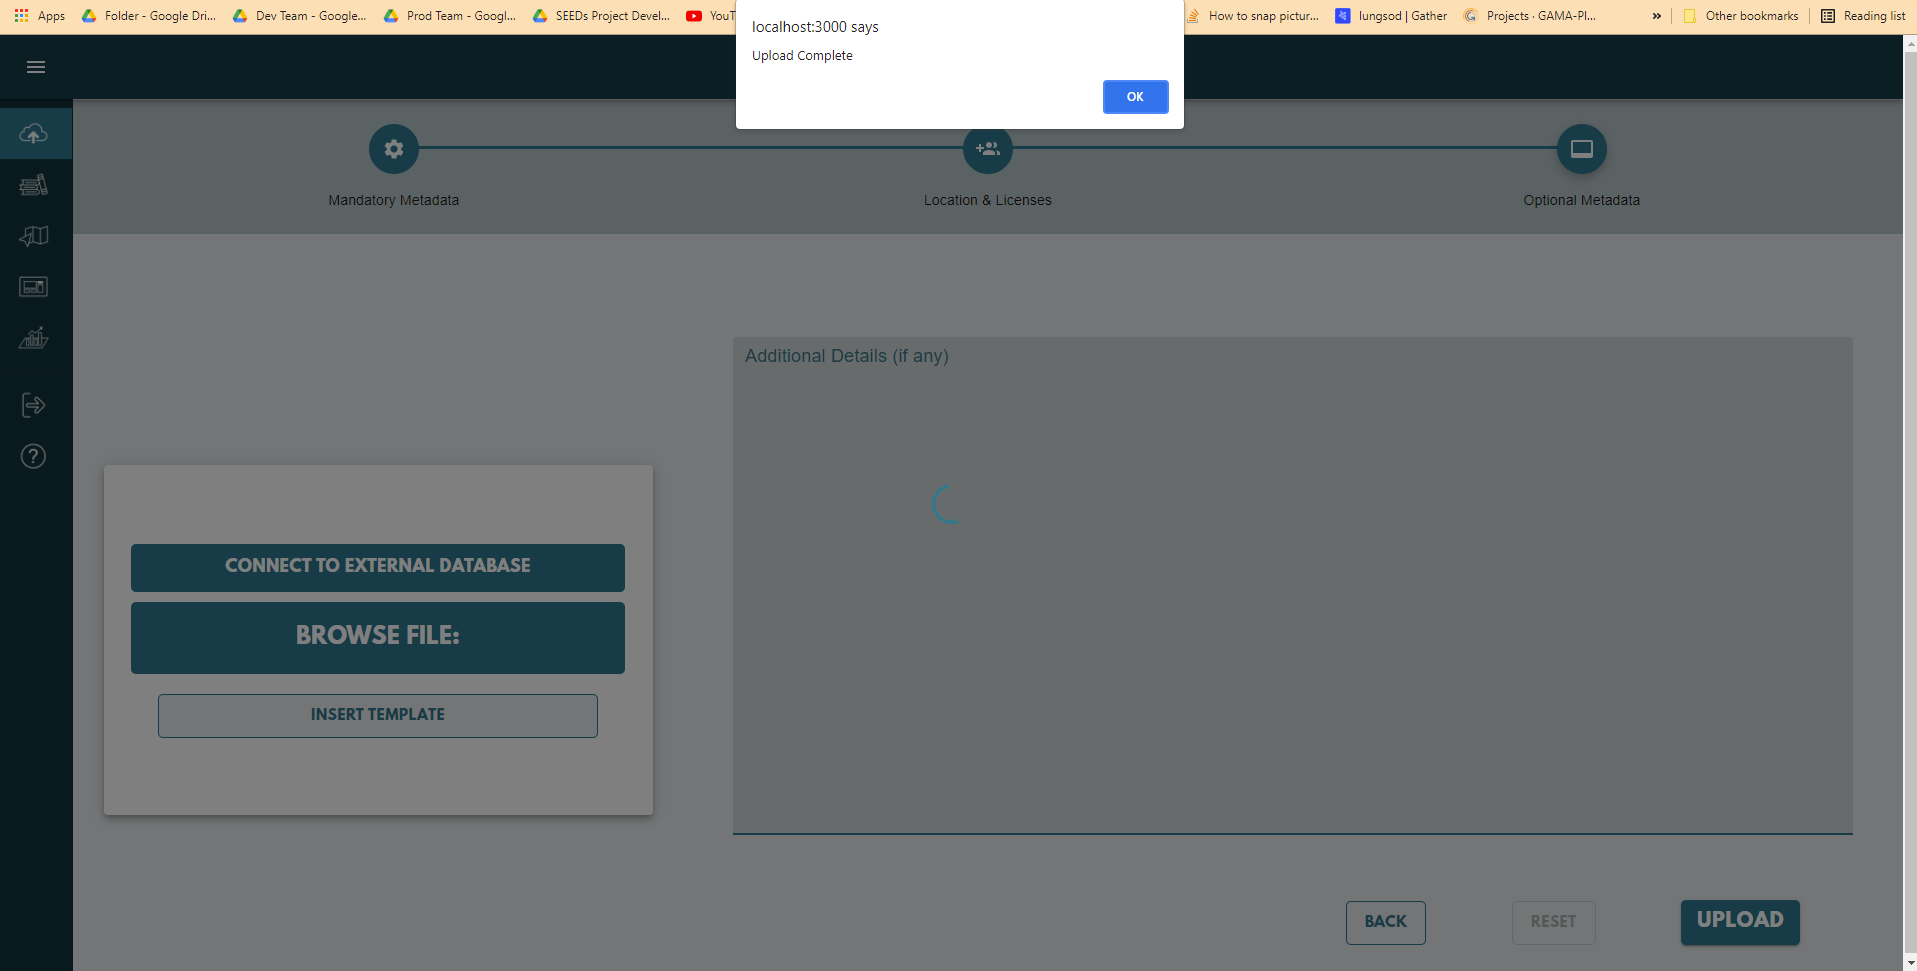 Apps Folder - Google Dri... Dev Team - Google... Prod Team - Googl... SEEDs Project Devel... YouT How to snap pictur... lungsod | Gather Projects · GAMA-Pl... » Other bookmarks Reading list
localhost:3000 says
Upload Complete
OK
Mandatory Metadata
Location & Licenses
Optional Metadata
Additional Details (if any)
CONNECT TO EXTERNAL DATABASE
BROWSE FILE:
INSERT TEMPLATE
BACK
RESET
UPLOAD